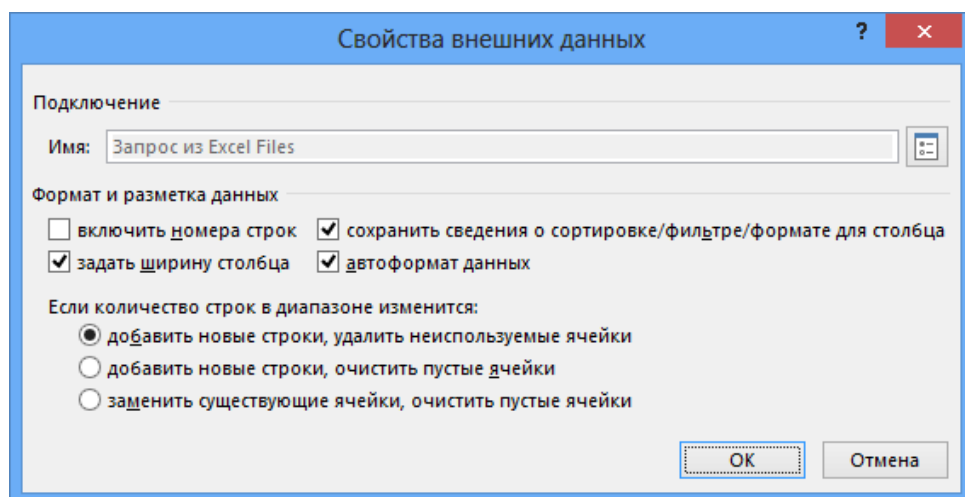 Свойства внешних данных
?
Подключение
Имя: Запрос из Excel Files
Формат и разметка данных
включить номера строк сохранить сведения о сортировке/фильтре/формате для столбца
задать ширину столбца автоформат данных
Если количество строк в диапазоне изменится:
добавить новые строки, удалить неиспользуемые ячейки
добавить новые строки, очистить пустые ячейки
заменить существующие ячейки, очистить пустые ячейки
OK Отмена